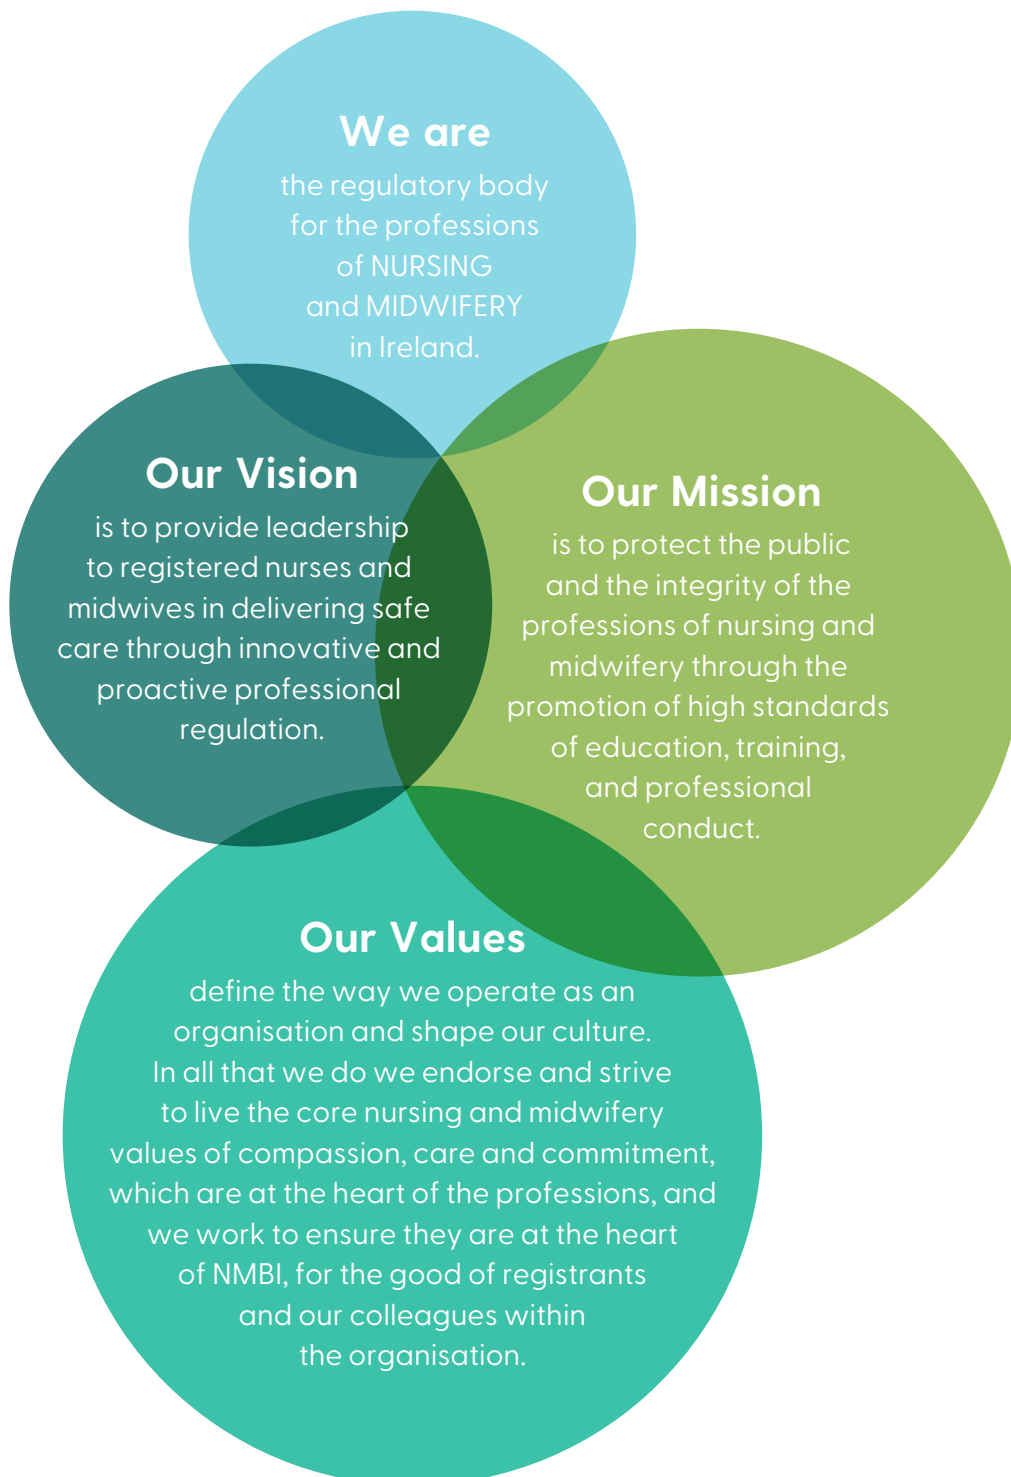 We are
the regulatory body
for the professions
of NURSING
and MIDWIFERY
in Ireland.
Our Vision
is to provide leadership
to registered nurses and
midwives in delivering safe
care through innovative and
proactive professional
regulation.
Our Mission
is to protect the public
and the integrity of the
professions of nursing and
midwifery through the
promotion of high standards
of education, training,
and professional
conduct.
Our Values
define the way we operate as an
organisation and shape our culture.
In all that we do we endorse and strive
to live the core nursing and midwifery
values of compassion, care and commitment,
which are at the heart of the professions, and
we work to ensure they are at the heart
of NMBI, for the good of registrants
and our colleagues within
the organisation.